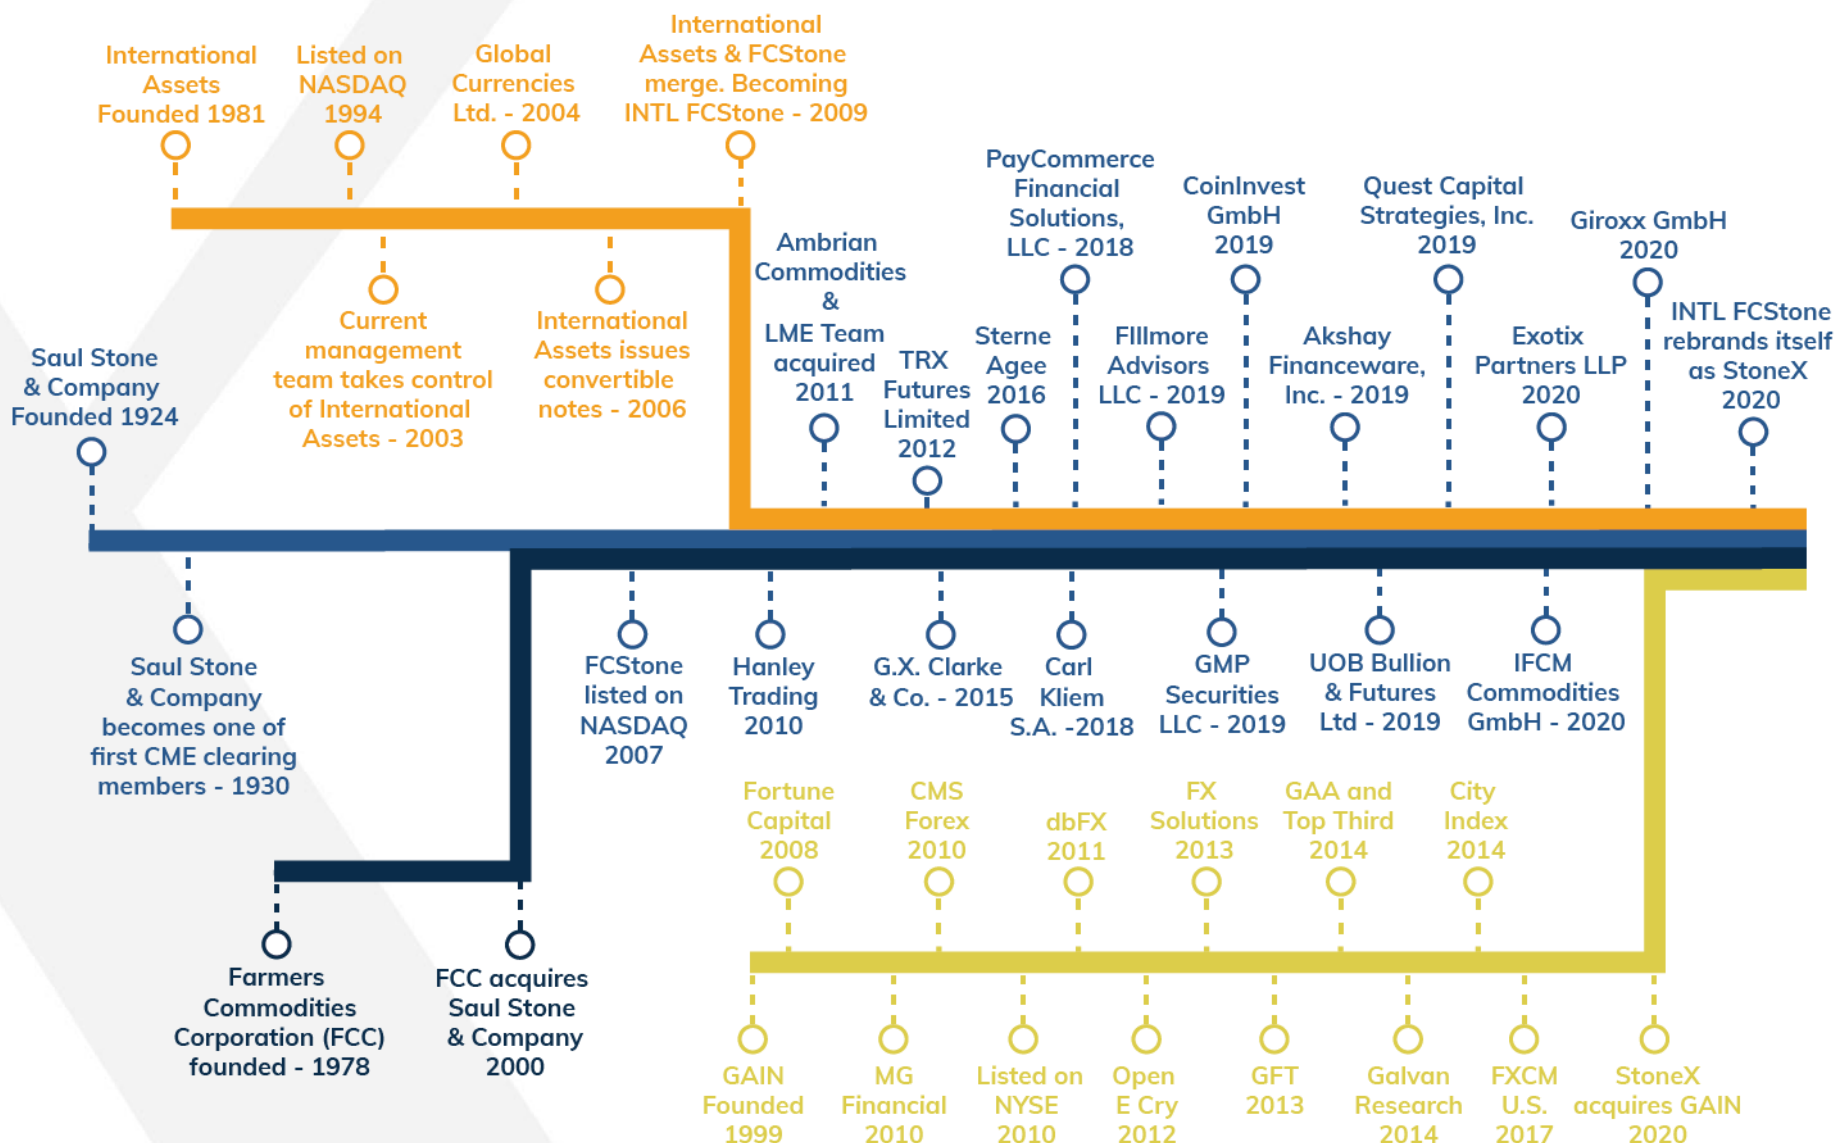 International
Assets
Founded 1981
Listed on
NASDAQ
1994
Global
Currencies
Ltd. - 2004
International
Assets & FCStone
merge. Becoming
INTL FCStone - 2009
Current
management
team takes control
of International
Assets - 2003
International
Assets issues
convertible
notes - 2006
Saul Stone
& Company
Founded 1924
Ambrian
Commodities
&
LME Team
acquired
2011
TRX
Futures
Limited
2012
Sterne
Agee
2016
PayCommerce
Financial
Solutions,
LLC - 2018
FIllmore
Advisors
LLC - 2019
CoinInvest
GmbH
2019
Akshay
Financeware,
Inc. - 2019
Quest Capital
Strategies, Inc.
2019
Exotix
Partners LLP
2020
Giroxx GmbH
2020
INTL FCStone
rebrands itself
as StoneX
2020
Saul Stone
& Company
becomes one of
first CME clearing
members - 1930
FCStone
listed on
NASDAQ
2007
Hanley
Trading
2010
G.X. Clarke
& Co. - 2015
Carl
Kliem
S.A. -2018
GMP
Securities
LLC - 2019
UOB Bullion
& Futures
Ltd - 2019
IFCM
Commodities
GmbH - 2020
Farmers
Commodities
Corporation (FCC)
founded - 1978
FCC acquires
Saul Stone
& Company
2000
Fortune
Capital
2008
CMS
Forex
2010
dbFX
2011
FX
Solutions
2013
GAA and
Top Third
2014
City
Index
2014
GAIN
Founded
1999
MG
Financial
2010
Listed on
NYSE
2010
Open
E Cry
2012
GFT
2013
Galvan
Research
2014
FXCM
U.S.
2017
StoneX
acquires GAIN
2020